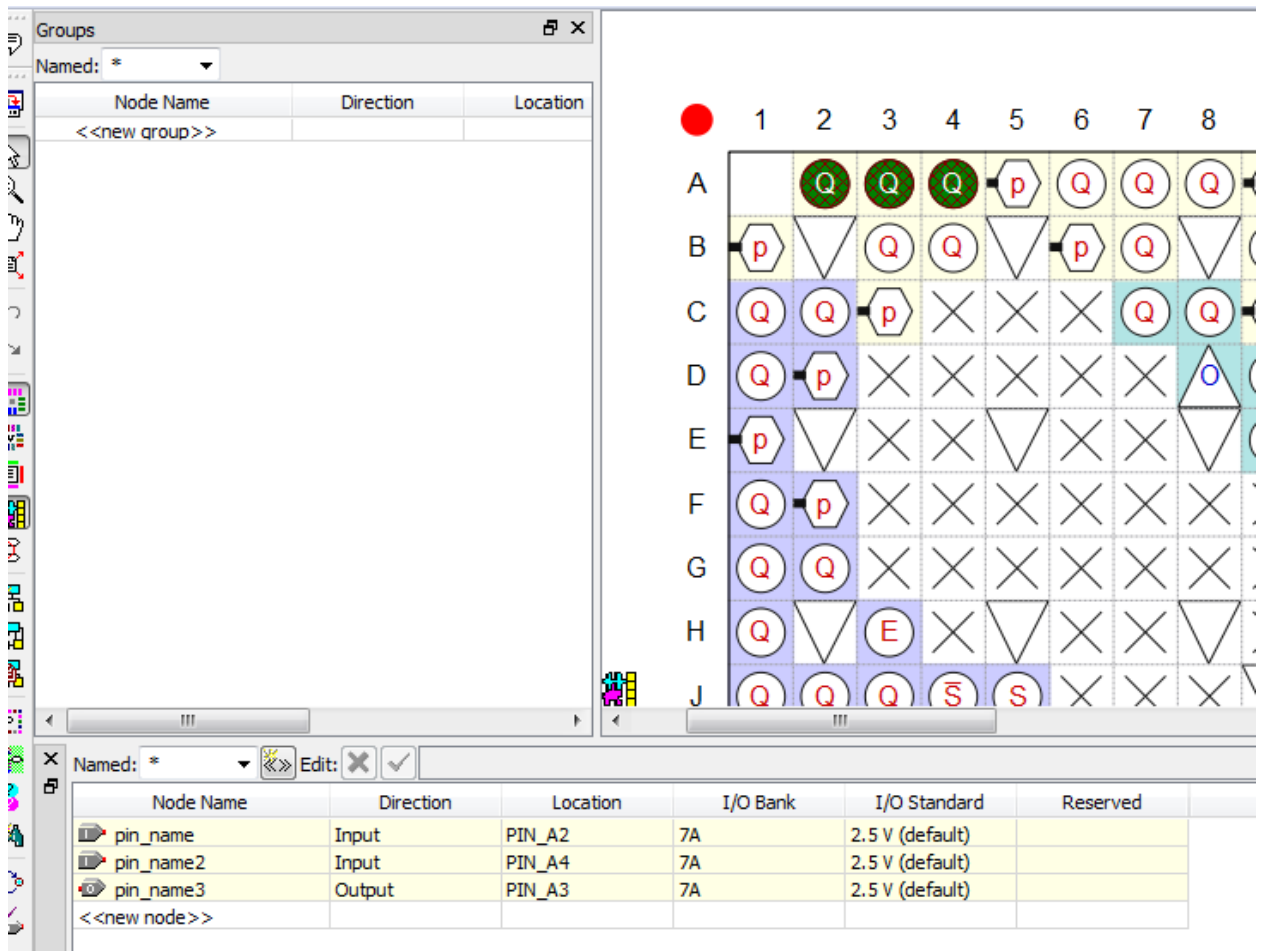 Groups
Named: *
Node Name Direction Location
<<new group>>
1 2 3 4 5 6 7 8
A Q Q Q p Q Q Q
B p Q Q p Q
C Q Q p Q Q
D Q p O
E p
F Q p
G Q Q
H Q E
J Q Q Q S̅ S
Named: * Edit:
Node Name Direction Location I/O Bank I/O Standard Reserved
pin_name Input PIN_A2 7A 2.5 V (default)
pin_name2 Input PIN_A4 7A 2.5 V (default)
pin_name3 Output PIN_A3 7A 2.5 V (default)
<<new node>>